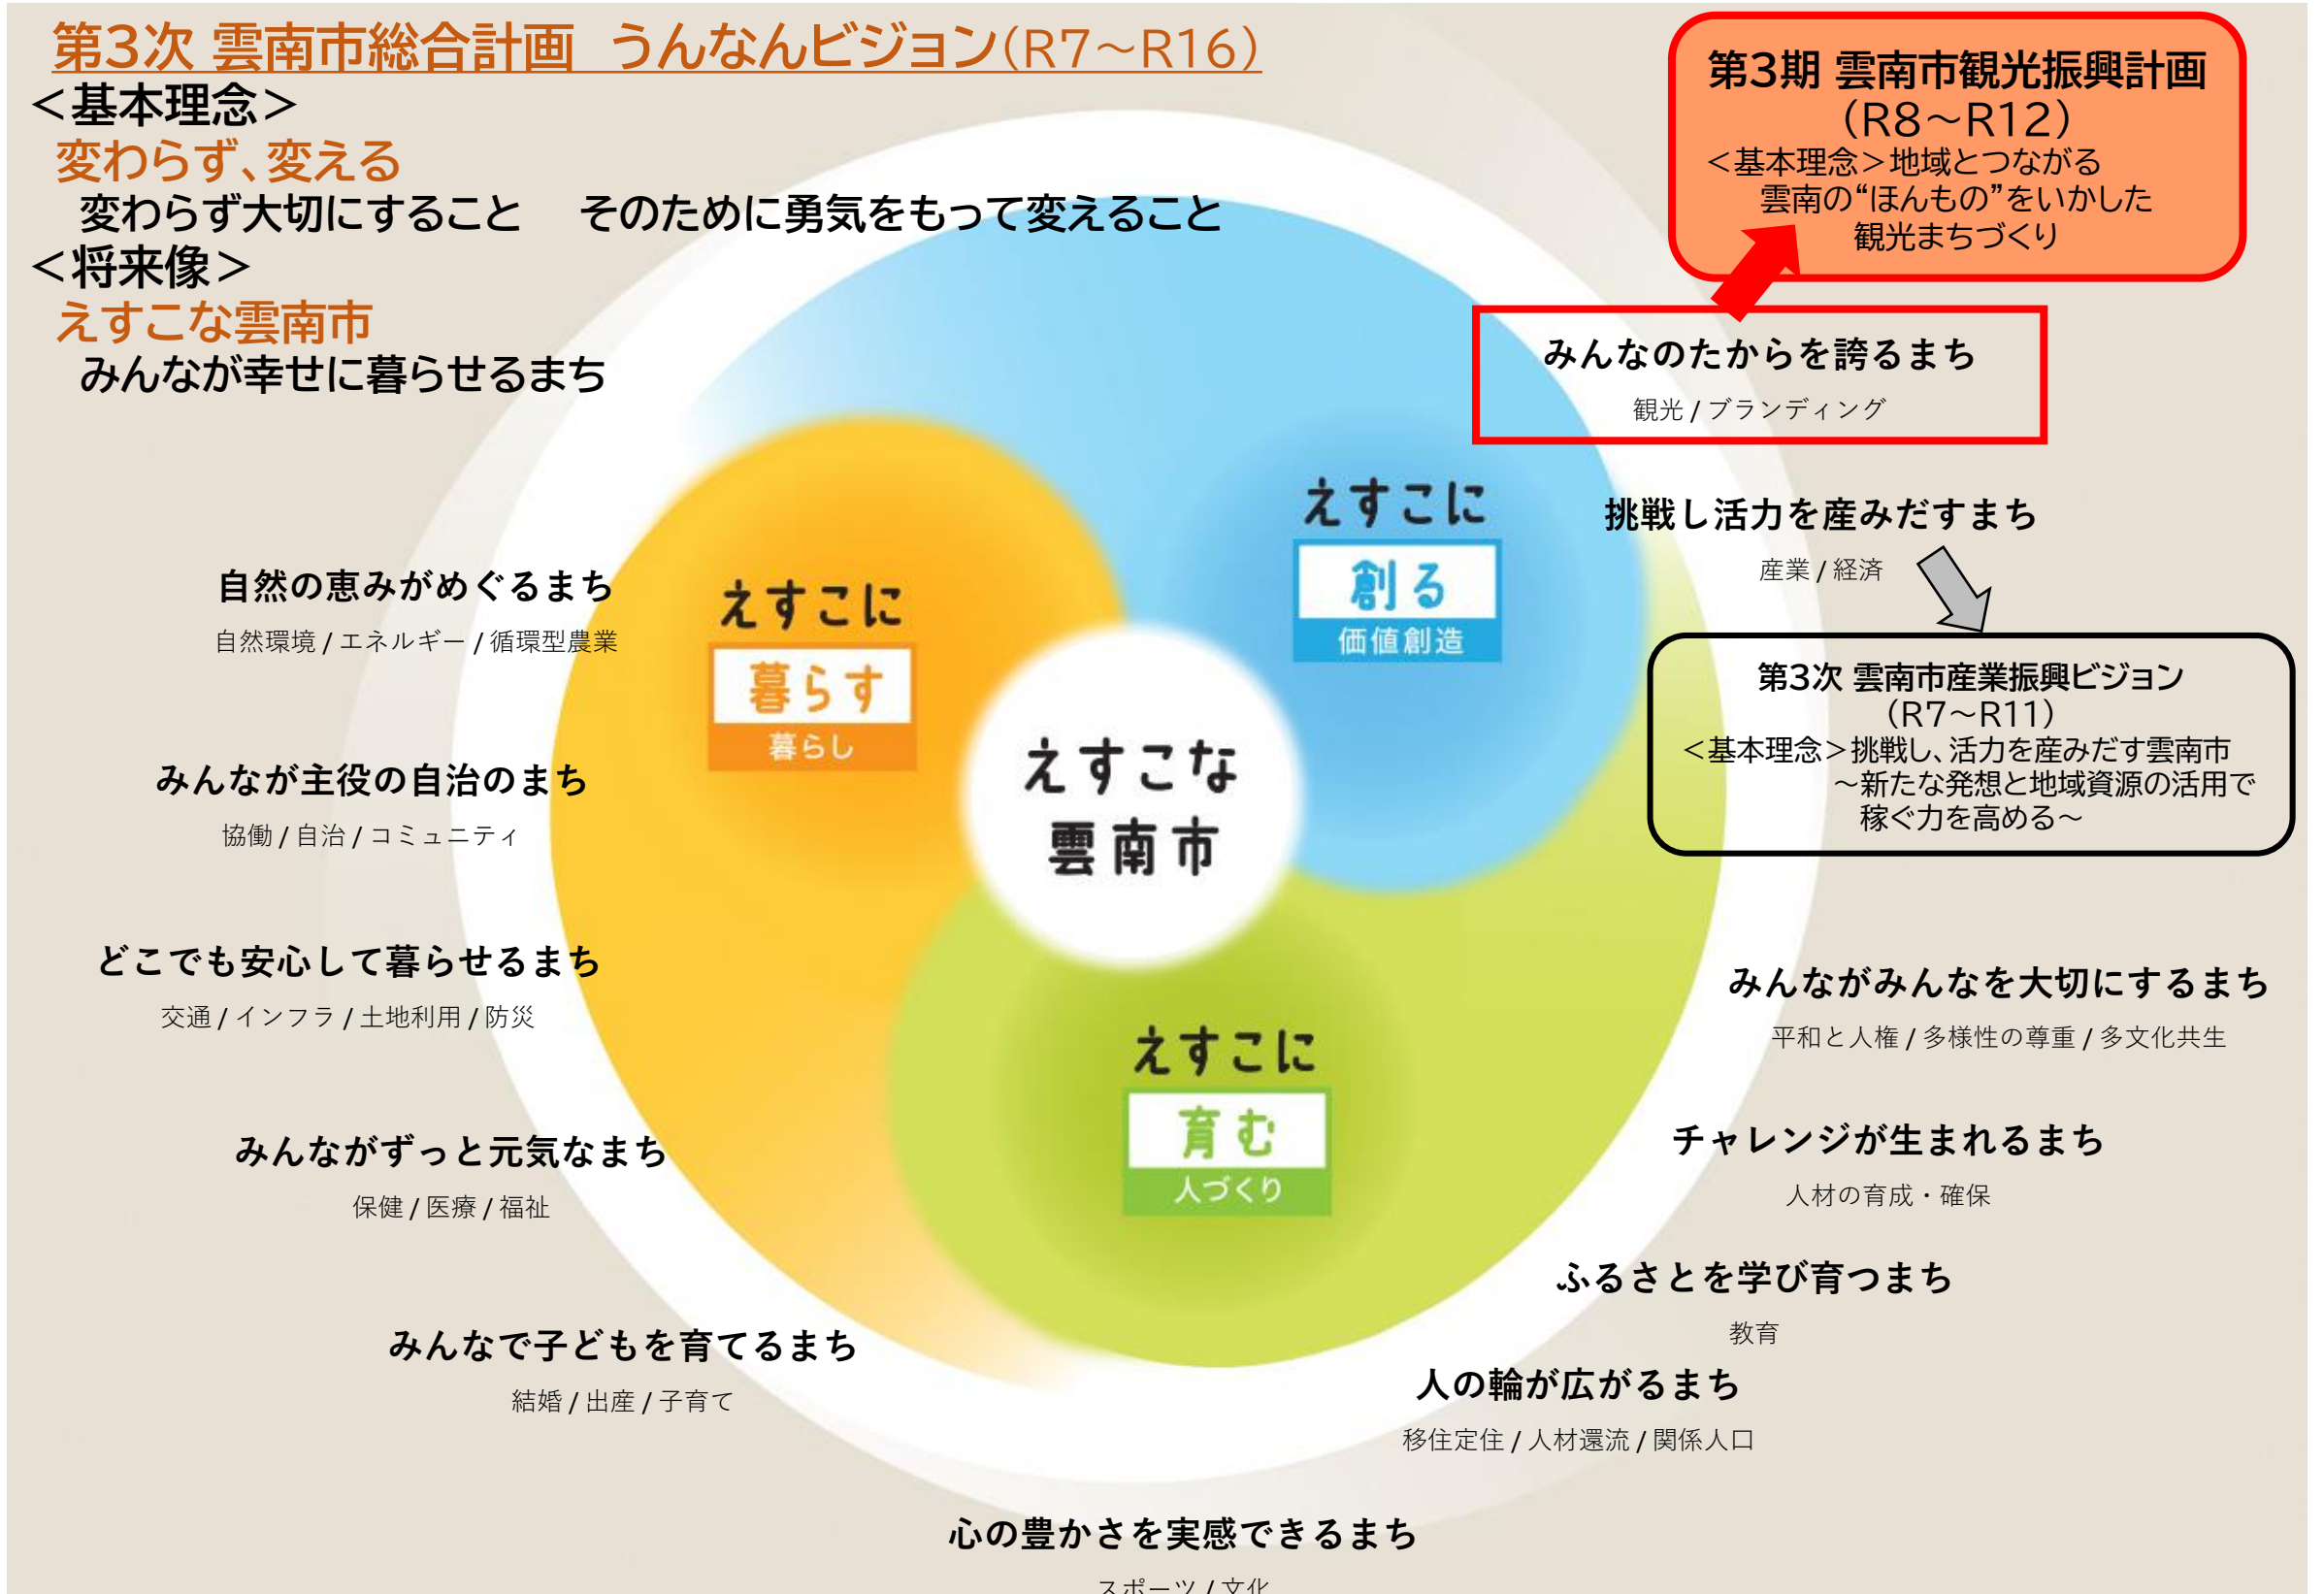 第3次 雲南市総合計画 うんなんビジョン(R7～R16)
＜基本理念＞
変わらず、変える
変わらず大切にすること そのために勇気をもって変えること
＜将来像＞
えすこな雲南市
みんなが幸せに暮らせるまち
第3期 雲南市観光振興計画
(R8～R12)
＜基本理念＞地域とつながる
雲南の“ほんもの”をいかした
観光まちづくり
みんなのたからを誇るまち
観光 / ブランディング
挑戦し活力を産みだすまち
産業 / 経済
第3次 雲南市産業振興ビジョン
(R7～R11)
＜基本理念＞挑戦し、活力を産みだす雲南市
～新たな発想と地域資源の活用で
稼ぐ力を高める～
えすこに
創る
価値創造
えすこに
暮らす
暮らし
えすこな
雲南市
えすこに
育む
人づくり
自然の恵みがめぐるまち
自然環境 / エネルギー / 循環型農業
みんなが主役の自治のまち
協働 / 自治 / コミュニティ
どこでも安心して暮らせるまち
交通 / インフラ / 土地利用 / 防災
みんながずっと元気なまち
保健 / 医療 / 福祉
みんなで子どもを育てるまち
結婚 / 出産 / 子育て
みんながみんなを大切にするまち
平和と人権 / 多様性の尊重 / 多文化共生
チャレンジが生まれるまち
人材の育成・確保
ふるさとを学び育つまち
教育
人の輪が広がるまち
移住定住 / 人材還流 / 関係人口
心の豊かさを実感できるまち
スポーツ / 文化